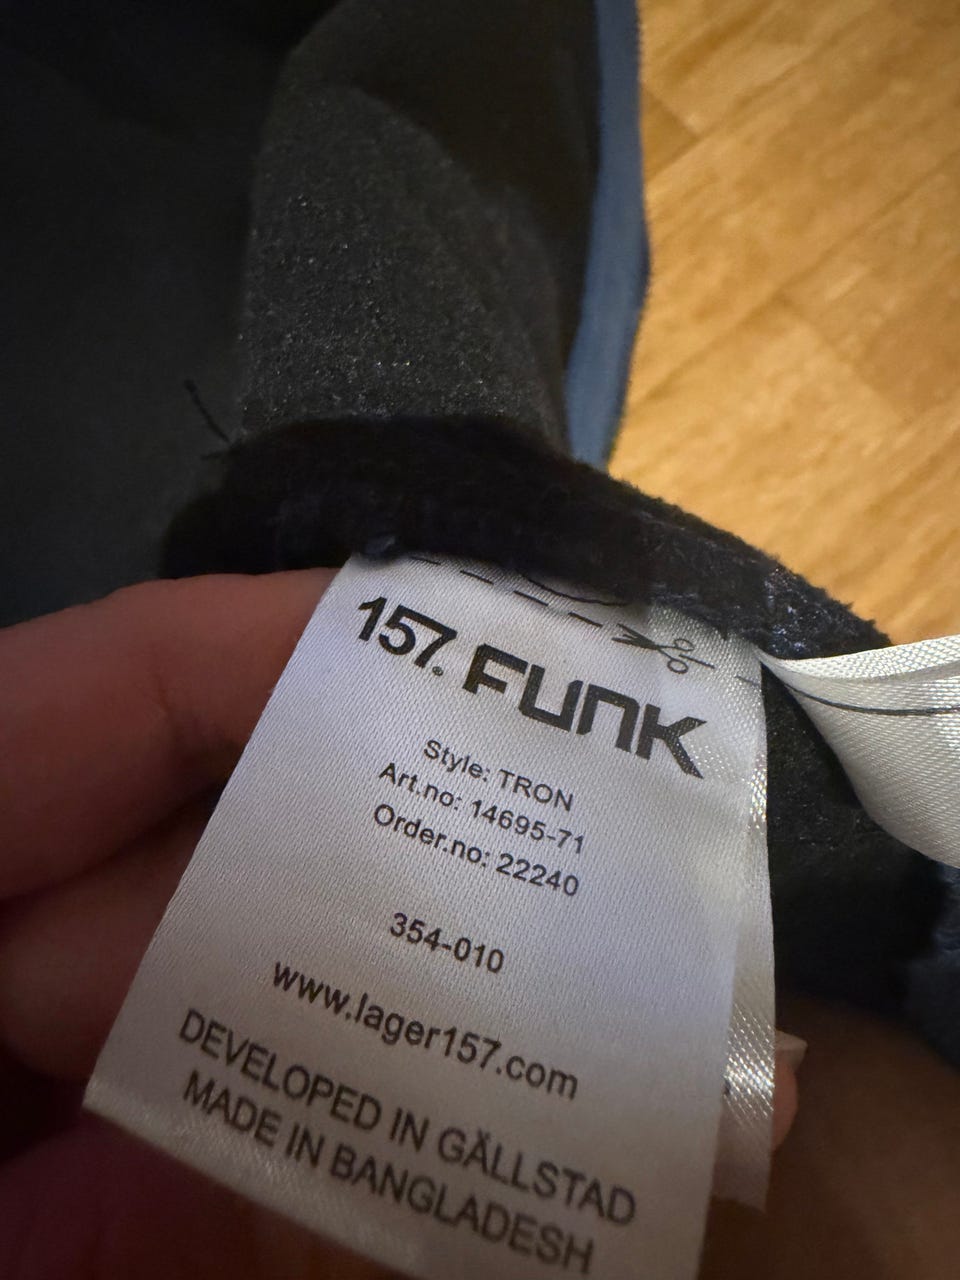 157. FUNK
Style: TRON
Art.no: 14695-71
Order.no: 22240
354-010
www.lager157.com
DEVELOPED IN GÄLLSTAD
MADE IN BANGLADESH